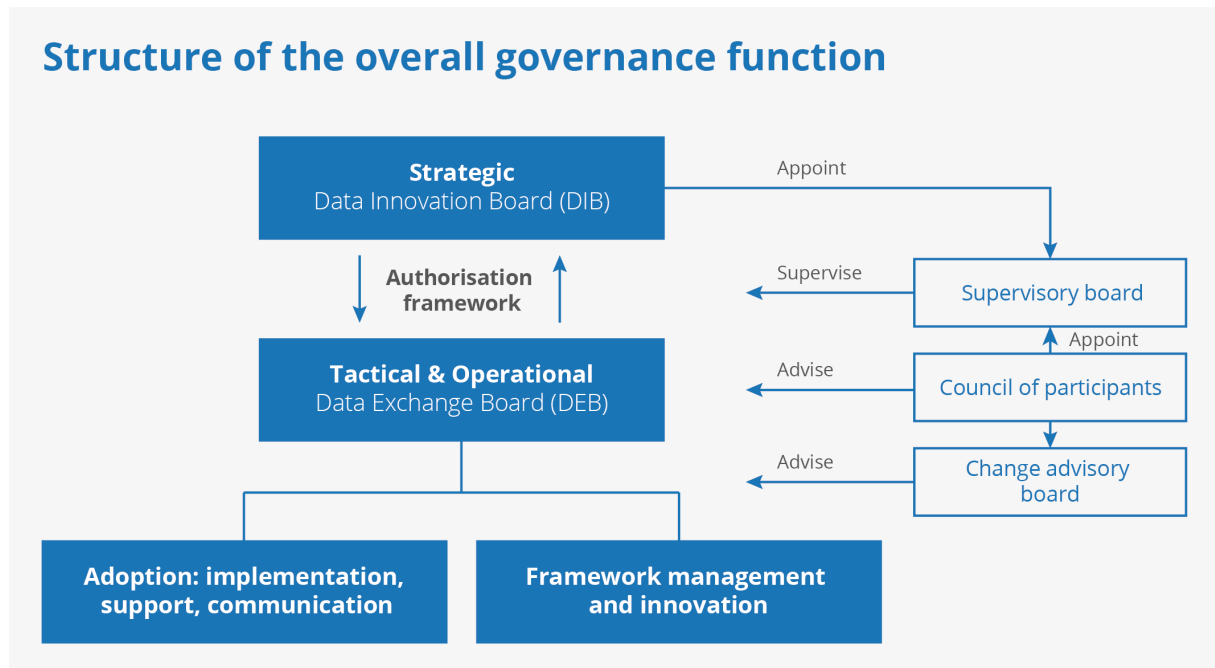 Structure of the overall governance function
Strategic
Data Innovation Board (DIB)
Appoint
Authorisation
framework
Supervise
Supervisory board
Appoint
Tactical & Operational
Data Exchange Board (DEB)
Advise
Council of participants
Advise
Change advisory
board
Adoption: implementation,
support, communication
Framework management
and innovation